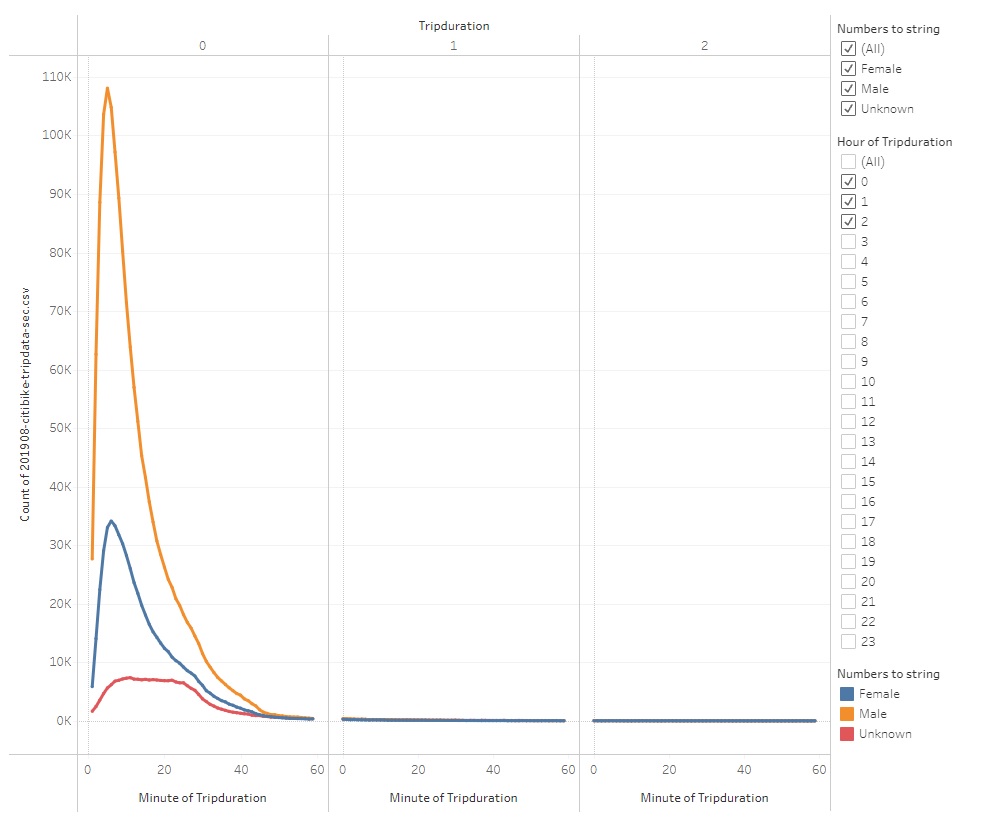 Tripduration
0
1
2
Count of 201908-citibike-tripdata-sec.csv
110K
100K
90K
80K
70K
60K
50K
40K
30K
20K
10K
0K
0 20 40 60
0 20 40 60
0 20 40 60
Minute of Tripduration
Minute of Tripduration
Minute of Tripduration
Numbers to string
(All)
Female
Male
Unknown
Hour of Tripduration
(All)
0
1
2
3
4
5
6
7
8
9
10
11
12
13
14
15
16
17
18
19
20
21
22
23
Numbers to string
Female
Male
Unknown